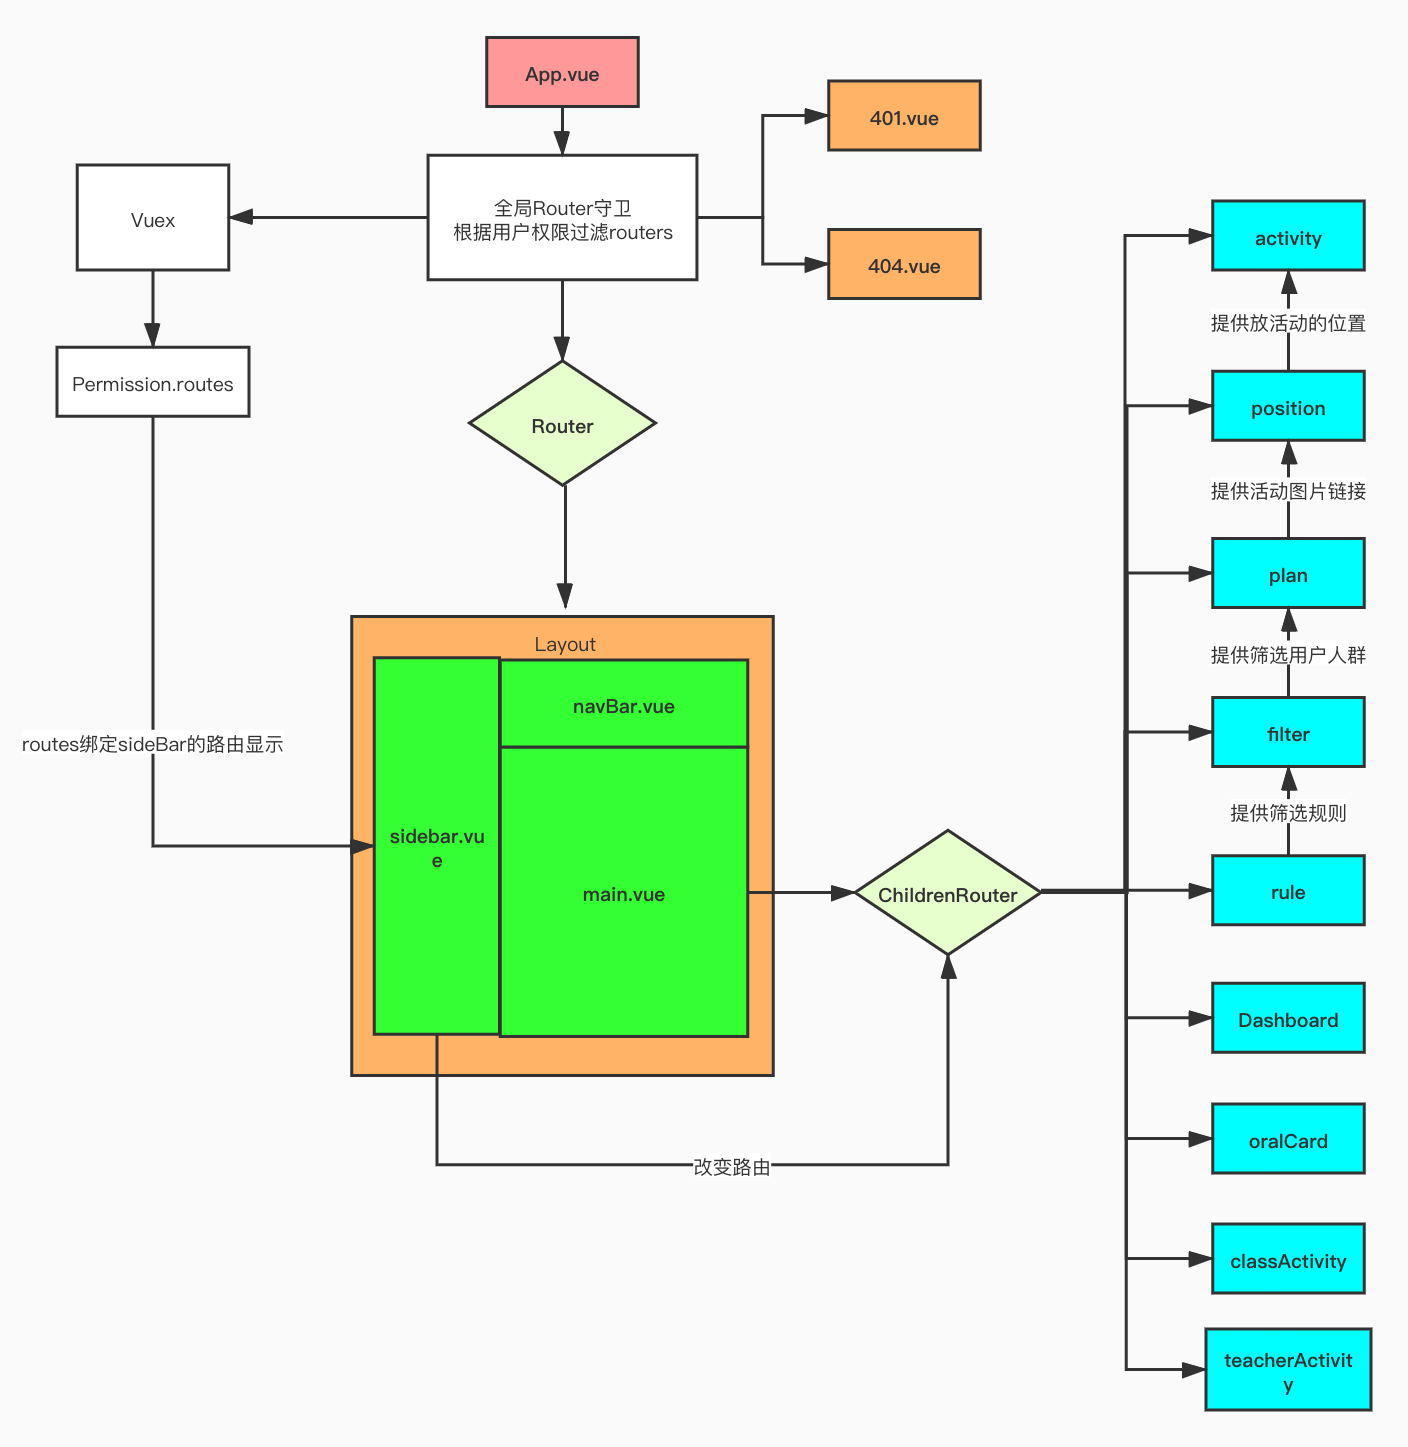 App.vue
401.vue
Vuex
全局Router守卫
根据用户权限过滤routers
404.vue
activity
提供放活动的位置
Permission.routes
Router
position
提供活动图片链接
plan
Layout
提供筛选用户人群
navBar.vue
filter
routes绑定sideBar的路由显示
提供筛选规则
sidebar.vu
e
main.vue
ChildrenRouter
rule
Dashboard
oralCard
改变路由
classActivity
teacherActivit
y